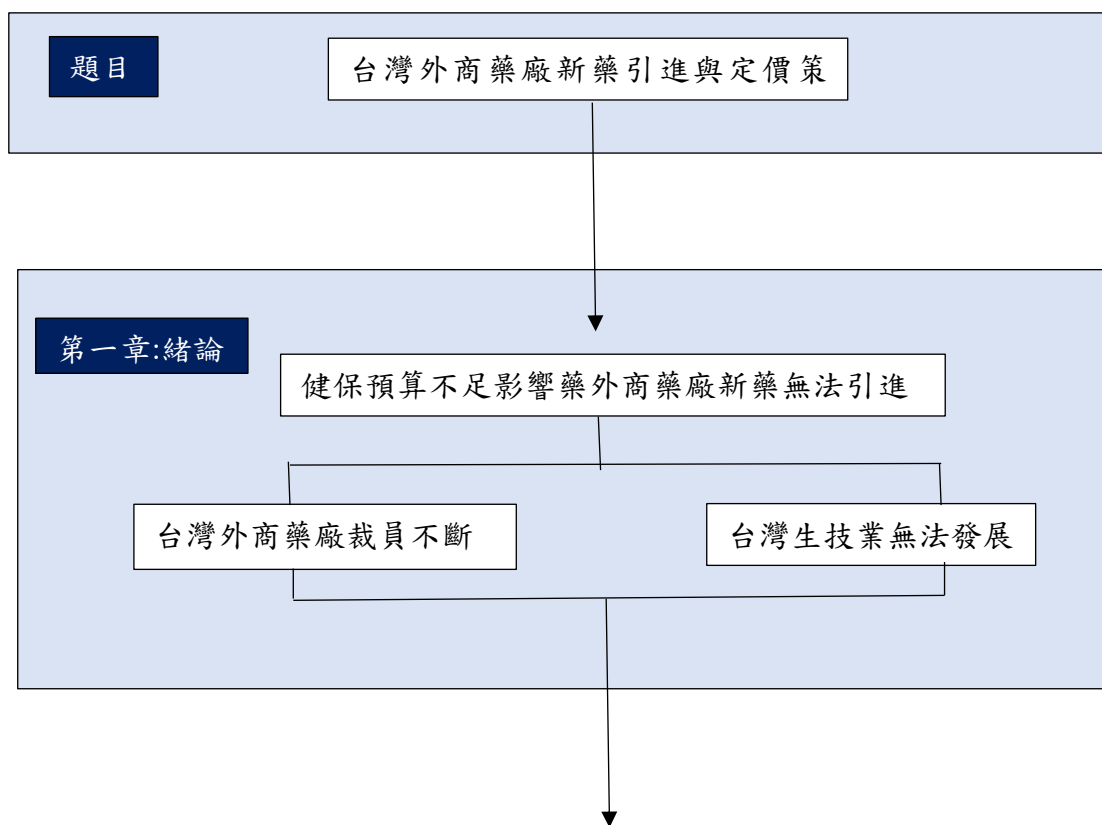 題目
台灣外商藥廠新藥引進與定價策
第一章:緒論
健保預算不足影響藥外商藥廠新藥無法引進
台灣外商藥廠裁員不斷
台灣生技業無法發展